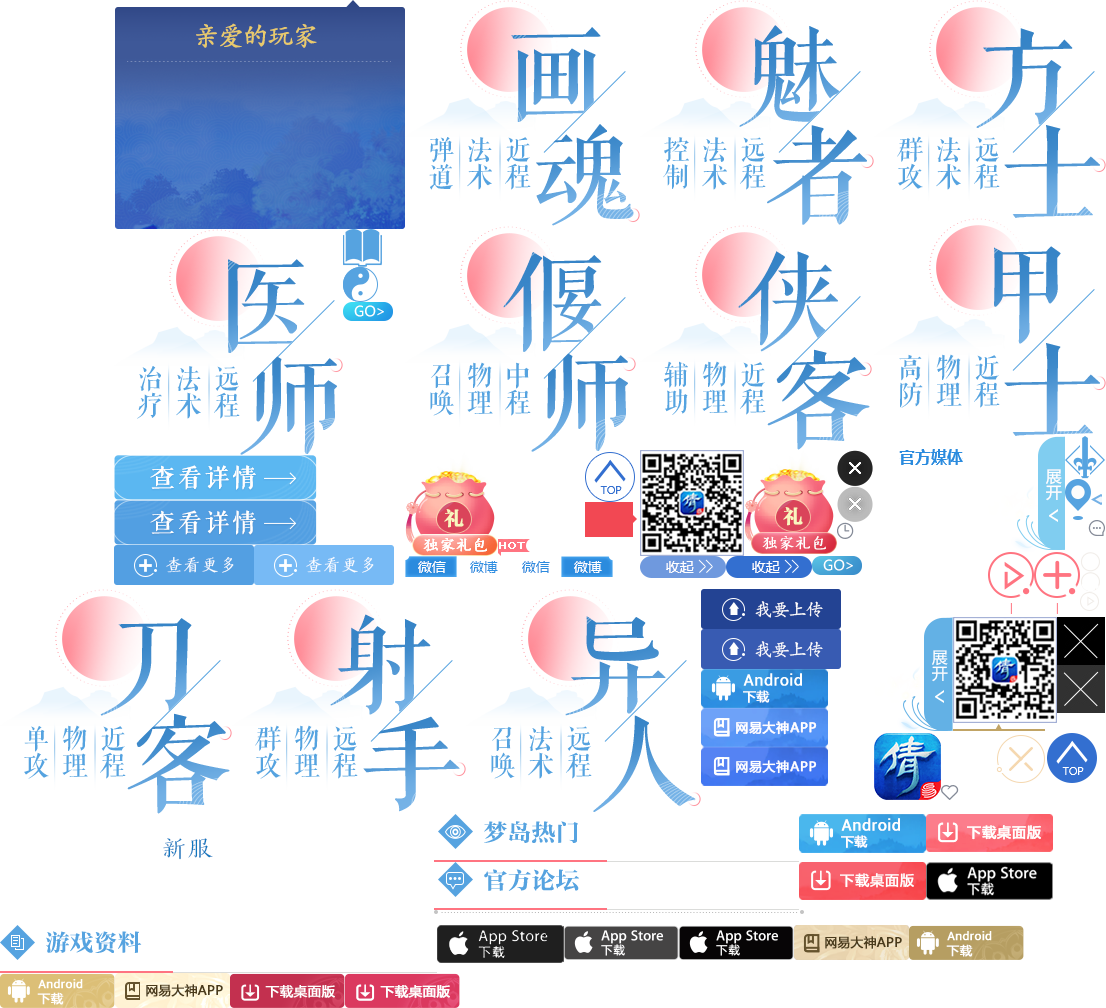 亲爱的玩家
画魂
近程
法术
弹道
魅者
远程
法术
控制
方士
远程
法术
群攻
医师
远程
法术
治疗
GO>
偃师
中程
物理
召唤
侠客
近程
物理
辅助
甲士
近程
物理
高防
查看详情
查看详情
查看更多
查看更多
礼
独家礼包
HOT
微信
微博
微信
微博
TOP
倩
收起
收起
礼
独家礼包
GO>
官方媒体
展开
刀客
近程
物理
单攻
射手
远程
物理
群攻
异人
远程
法术
召唤
我要上传
我要上传
Android
下载
网易大神APP
网易大神APP
展开
倩
倩
TOP
新服
梦岛热门
官方论坛
Android
下载
下载桌面版
下载桌面版
App Store
下载
游戏资料
App Store
下载
App Store
下载
App Store
下载
网易大神APP
Android
下载
Android
下载
网易大神APP
下载桌面版
下载桌面版